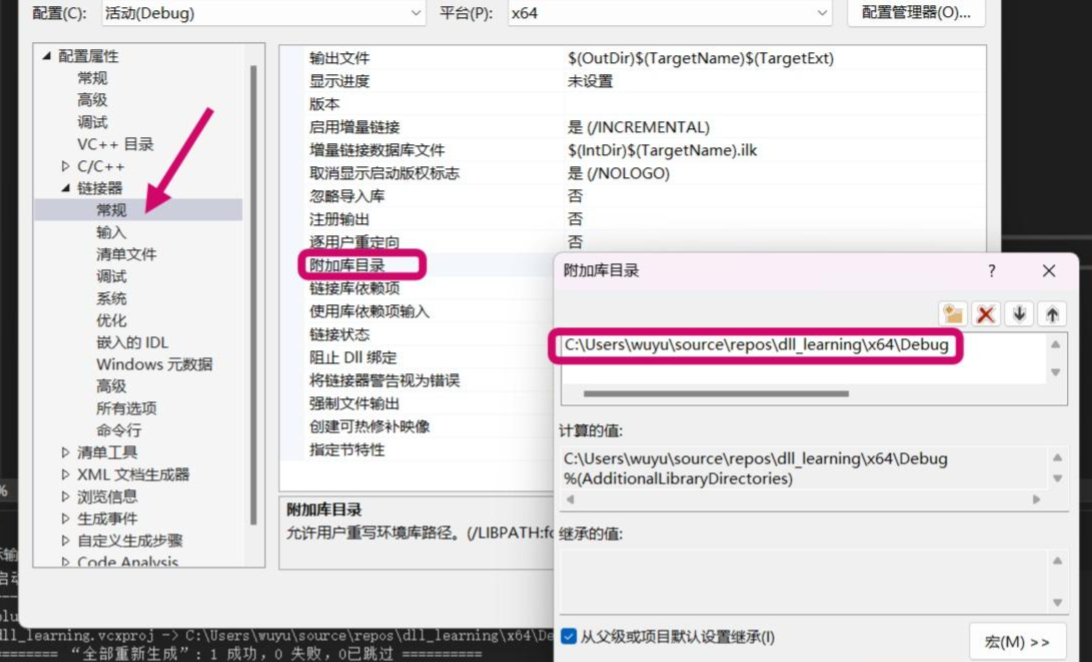 配置(C):
活动(Debug)
平台(P):
x64
配置管理器(O)...
配置属性
常规
高级
调试
VC++ 目录
C/C++
链接器
常规
输入
清单文件
调试
系统
优化
嵌入的 IDL
Windows 元数据
高级
所有选项
命令行
清单工具
XML 文档生成器
浏览信息
生成事件
自定义生成步骤
Code Analysis
输出文件 $(OutDir)$(TargetName)$(TargetExt)
显示进度 未设置
版本
启用增量链接 是 (/INCREMENTAL)
增量链接数据库文件 $(IntDir)$(TargetName).ilk
取消显示启动版权标志 是 (/NOLOGO)
忽略导入库 否
注册输出 否
逐用户重定向 否
附加库目录
链接库依赖项
使用库依赖项输入
链接状态
阻止 Dll 绑定
将链接器警告视为错误
强制文件输出
创建可热修补映像
指定节特性
附加库目录
允许用户重写环境库路径。(/LIBPATH:fo
附加库目录
?
C:\Users\wuyu\source\repos\dll_learning\x64\Debug
计算的值:
C:\Users\wuyu\source\repos\dll_learning\x64\Debug
%(AdditionalLibraryDirectories)
继承的值:
从父级或项目默认设置继承(I)
宏(M) >>
%
示输
启动
olu
dll_learning.vcxproj -> C:\Users\wuyu\source\repos\dll_learning\x64\De
======== “全部重新生成”: 1 成功，0 失败，0已跳过 ==========